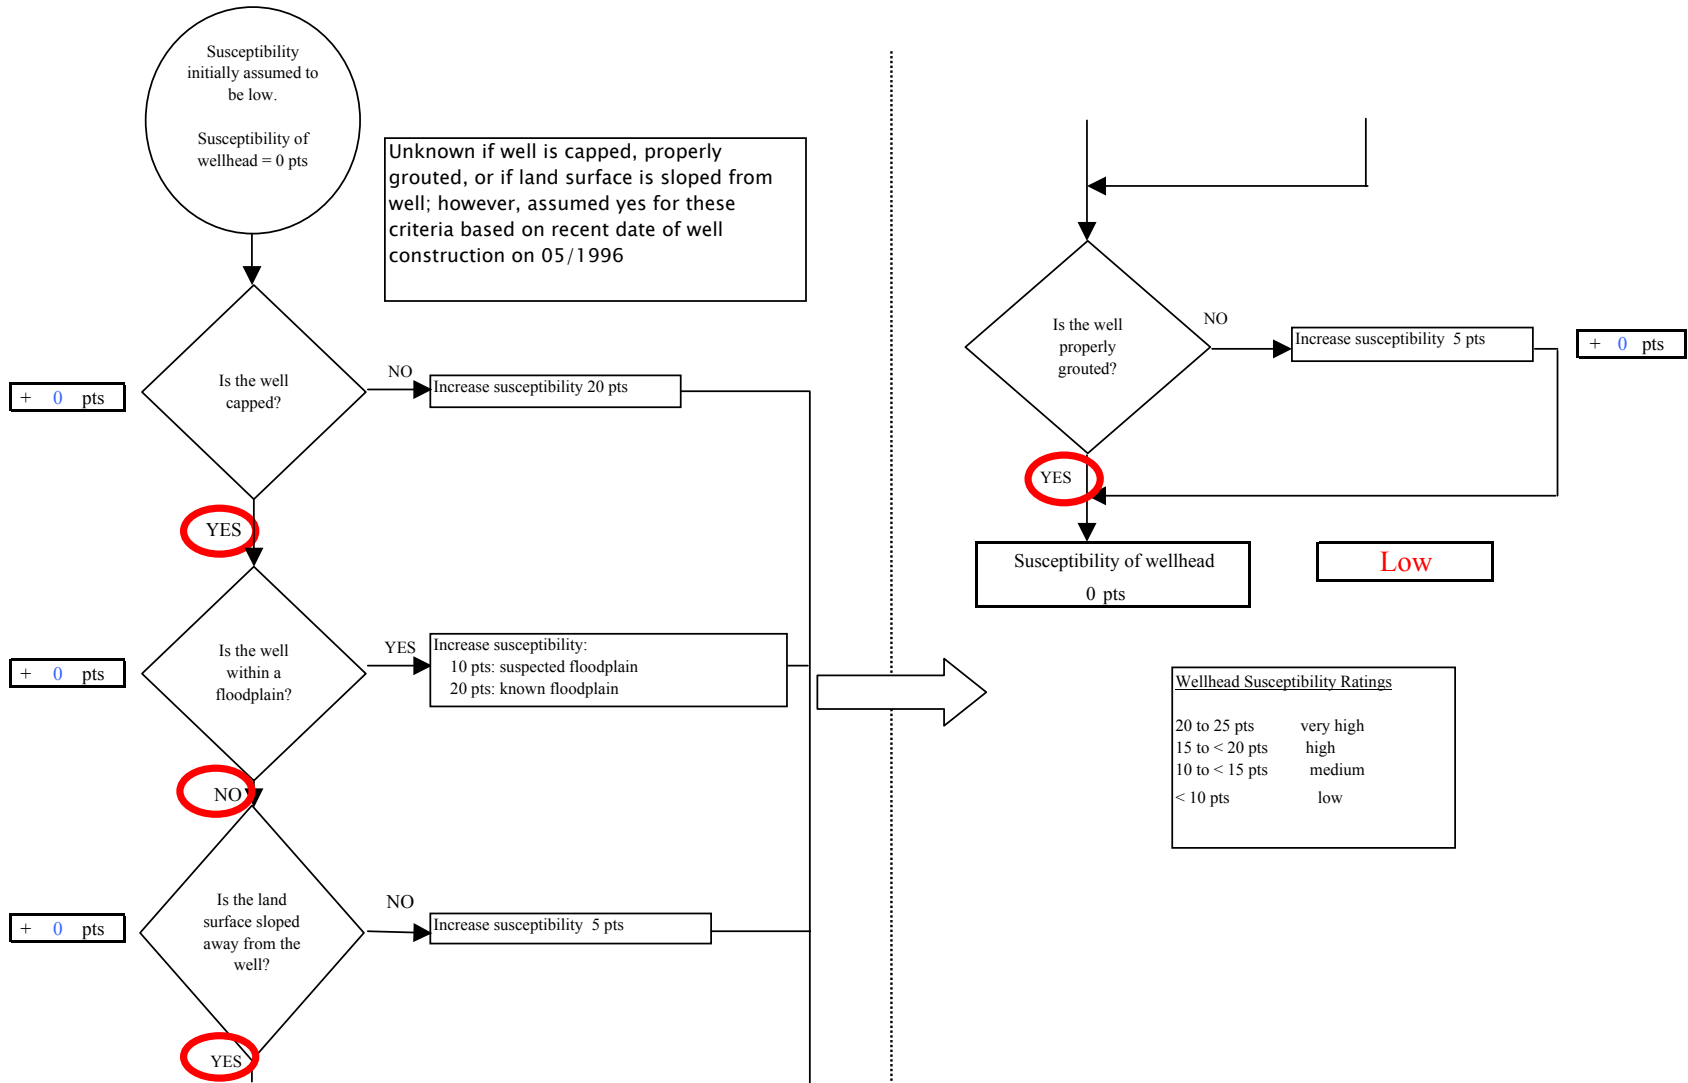 Susceptibility
initially assumed to
be low.
Susceptibility of
wellhead = 0 pts
Unknown if well is capped, properly
grouted, or if land surface is sloped from
well; however, assumed yes for these
criteria based on recent date of well
construction on 05/1996
Is the well
capped?
NO
Increase susceptibility 20 pts
+ 0 pts
YES
Is the well
within a
floodplain?
YES
Increase susceptibility:
10 pts: suspected floodplain
20 pts: known floodplain
+ 0 pts
NO
Is the land
surface sloped
away from the
well?
NO
Increase susceptibility 5 pts
+ 0 pts
YES
Is the well
properly
grouted?
NO
Increase susceptibility 5 pts
+ 0 pts
YES
Susceptibility of wellhead
0 pts
Low
Wellhead Susceptibility Ratings
20 to 25 pts very high
15 to < 20 pts high
10 to < 15 pts medium
< 10 pts low